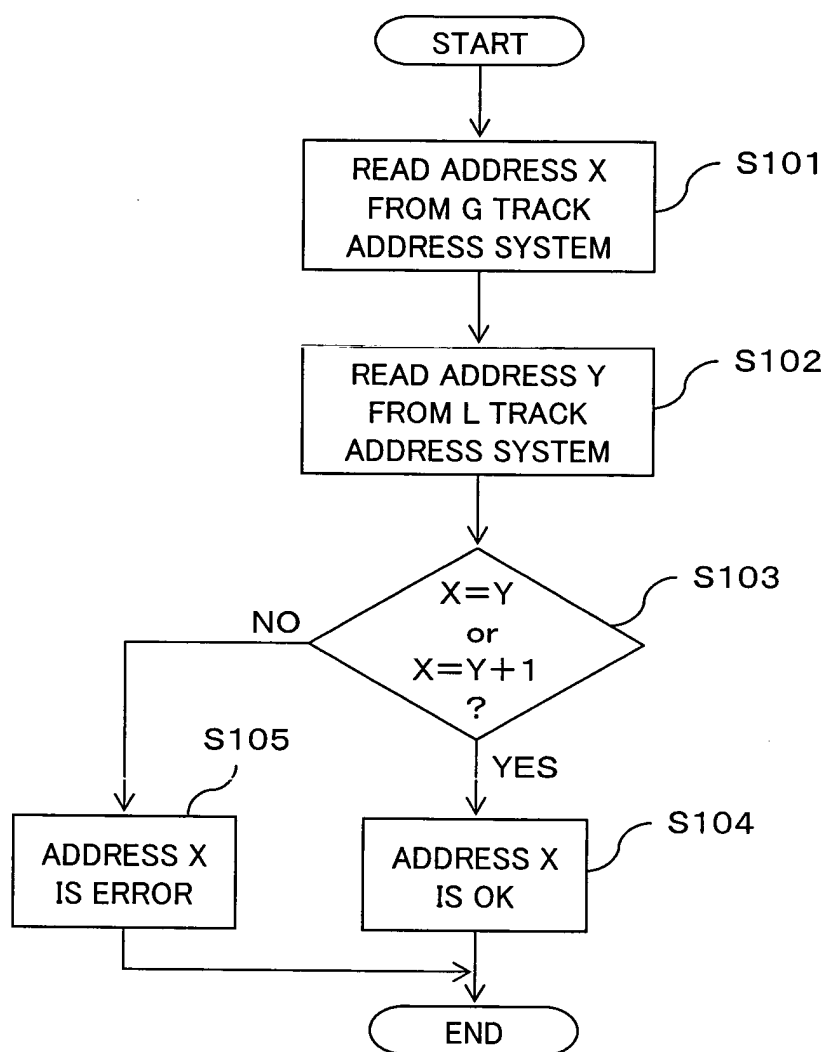 START
READ ADDRESS X
FROM G TRACK
ADDRESS SYSTEM
S101
READ ADDRESS Y
FROM L TRACK
ADDRESS SYSTEM
S102
X=Y
or
X=Y+1
?
S103
NO
YES
S105
ADDRESS X
IS ERROR
S104
ADDRESS X
IS OK
END